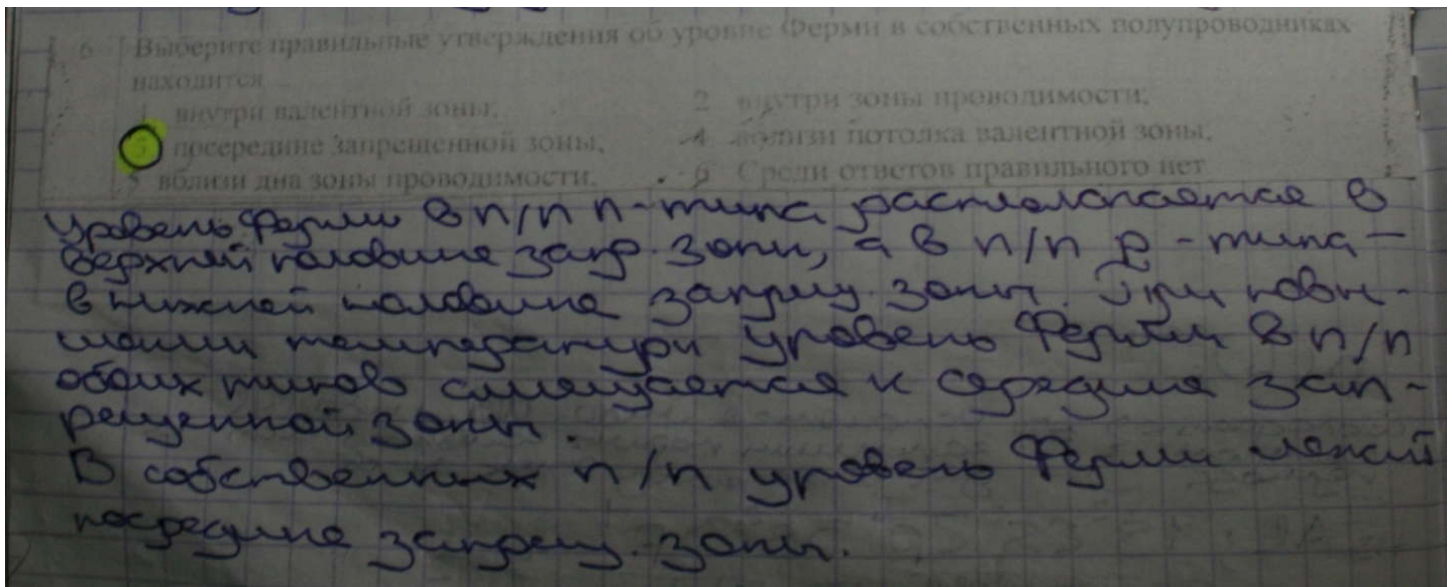 6 Выберите правильные утверждения об уровне Ферми в собственных полупроводниках
находится
1 внутри валентной зоны; 2 внутри зоны проводимости;
3 посередине запрещенной зоны; 4 вблизи потолка валентной зоны;
5 вблизи дна зоны проводимости. 6 Среди ответов правильного нет
Уровень Ферми в п/п n-типа располагается в
верхней половине запр. зоны, а в п/п p-типа –
в нижней половине запрещ. зоны. При повы-
шении температуры уровень Ферми в п/п
обоих типов смещается к середине зап-
рещенной зоны.
В собственных п/п уровень Ферми лежит
посредине запрещ. зоны.